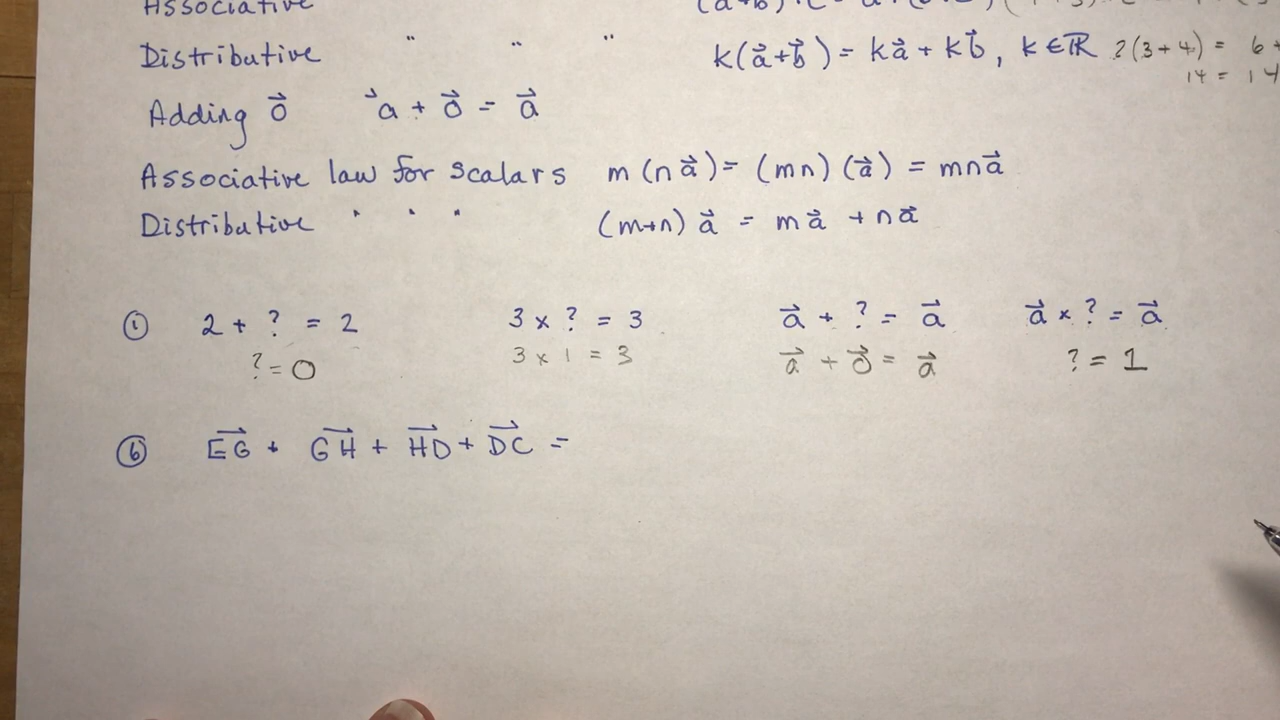 Associative
Distributive " " " k(a⃗+b⃗) = ka⃗ + kb⃗, k ∈ ℝ 2(3+4) = 6+
14 = 14
Adding 0⃗ a⃗ + 0⃗ = a⃗
Associative law for scalars m(na⃗) = (mn)(a⃗) = mna⃗
Distributive " " " (m+n) a⃗ = ma⃗ + na⃗
① 2 + ? = 2 3 x ? = 3 a⃗ + ? = a⃗ a⃗ x ? = a⃗
? = 0 3 x 1 = 3 a⃗ + 0⃗ = a⃗ ? = 1
⑥ EG⃗ + GH⃗ + HD⃗ + DC⃗ =